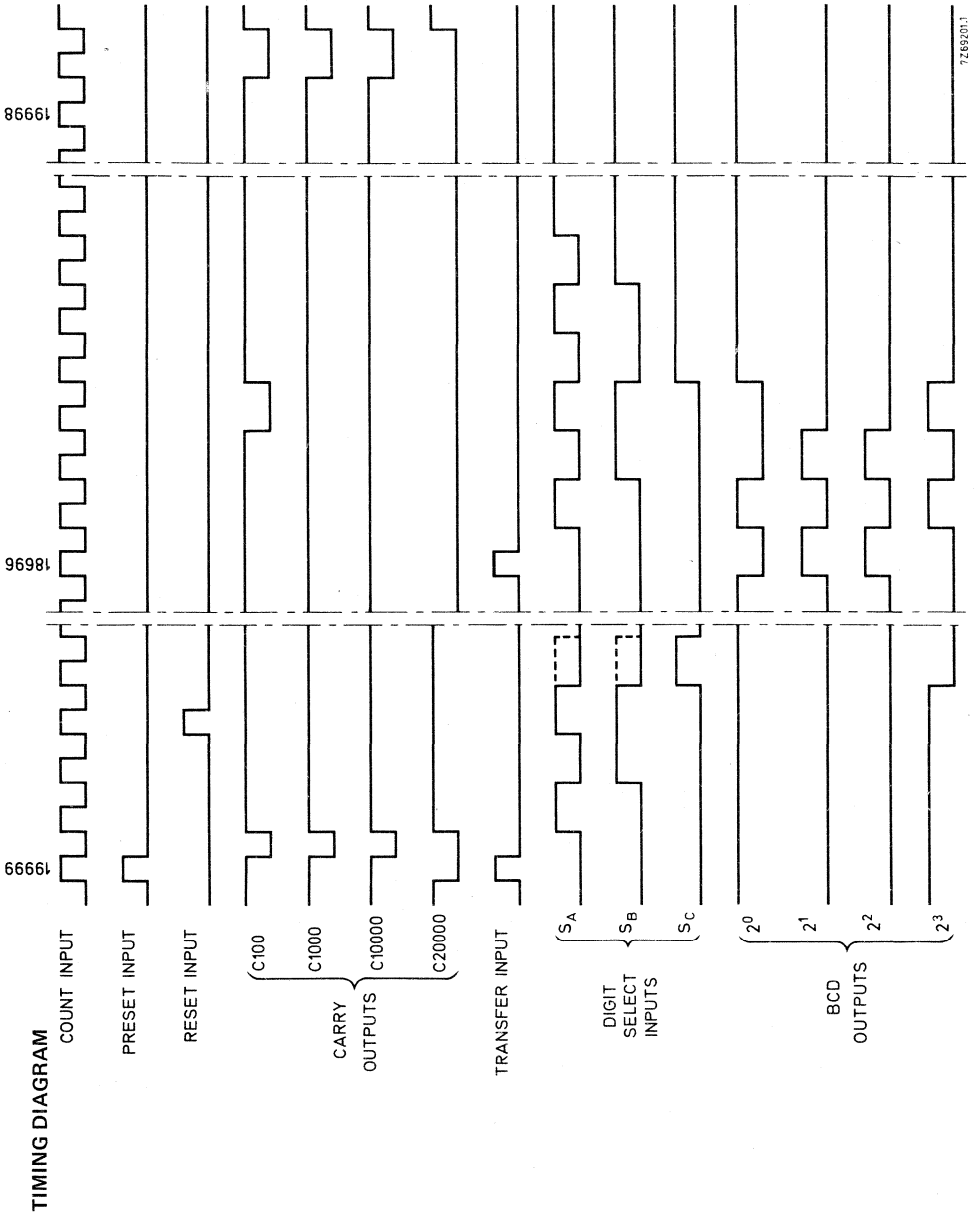 TIMING DIAGRAM
19999
18696
19998
COUNT INPUT
PRESET INPUT
RESET INPUT
CARRY
OUTPUTS
C100
C1000
C10000
C20000
TRANSFER INPUT
DIGIT
SELECT
INPUTS
SA
SB
SC
BCD
OUTPUTS
2⁰
2¹
2²
2³
7Z69201.1